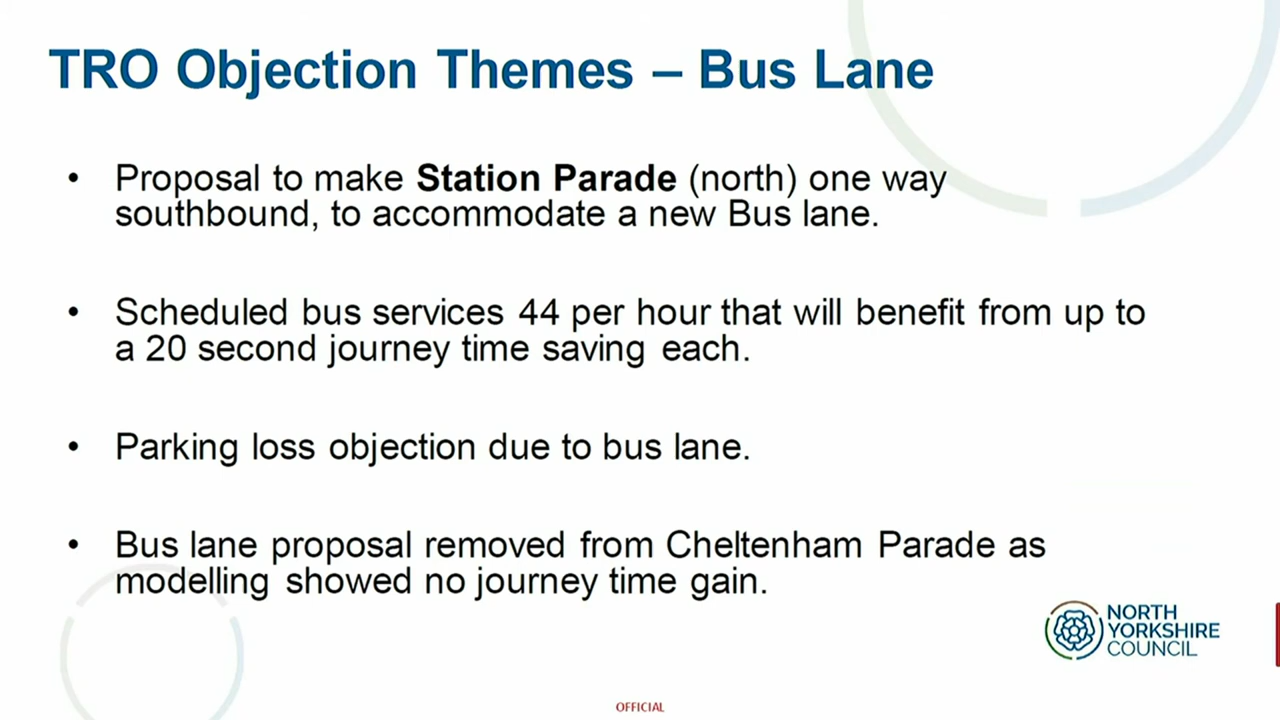 TRO Objection Themes – Bus Lane
• Proposal to make Station Parade (north) one way
southbound, to accommodate a new Bus lane.
• Scheduled bus services 44 per hour that will benefit from up to
a 20 second journey time saving each.
• Parking loss objection due to bus lane.
• Bus lane proposal removed from Cheltenham Parade as
modelling showed no journey time gain.
NORTH
YORKSHIRE
COUNCIL
OFFICIAL